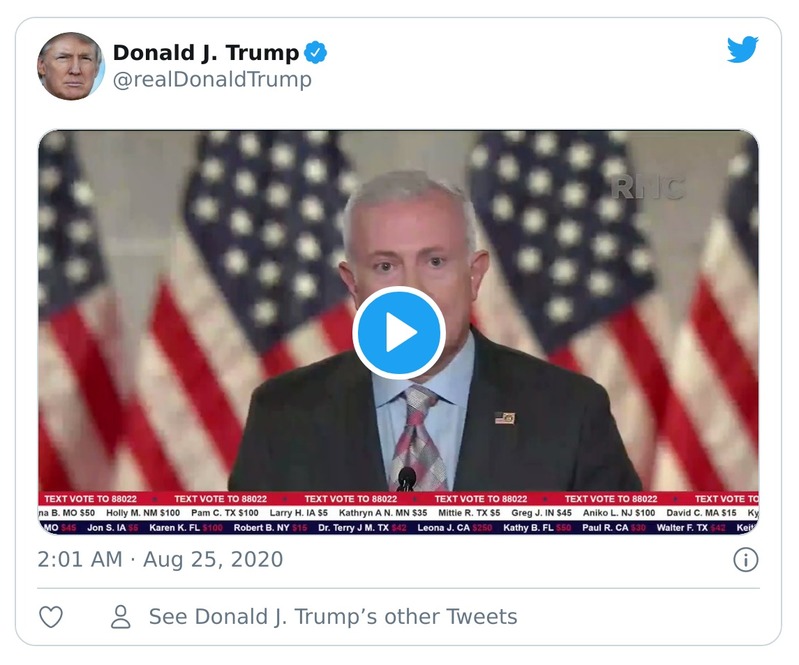 Donald J. Trump
@realDonaldTrump
RNC
TEXT VOTE TO 88022 TEXT VOTE TO 88022 TEXT VOTE TO 88022 TEXT VOTE TO 88022 TEXT VOTE TO 88022 TEXT VOTE TO
na B. MO $50 Holly M. NM $100 Pam C. TX $100 Larry H. IA $5 Kathryn A N. MN $35 Mittie R. TX $5 Greg J. IN $45 Aniko L. NJ $100 David C. MA $15 Ky
MO $45 Jon S. IA $5 Karen K. FL $100 Robert B. NY $15 Dr. Terry J M. TX $42 Leona J. CA $250 Kathy B. FL $50 Paul R. CA $30 Walter F. TX $42 Keit
2:01 AM · Aug 25, 2020
See Donald J. Trump’s other Tweets